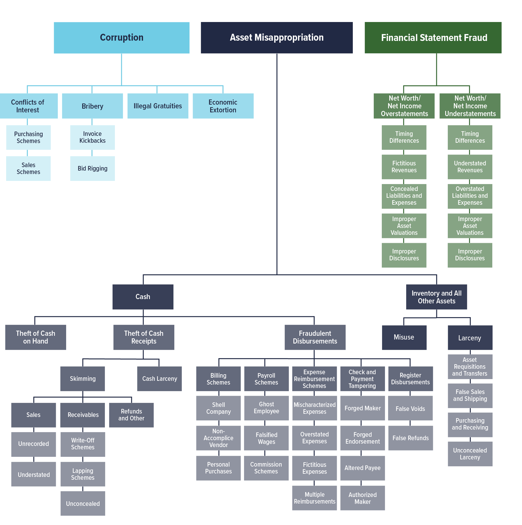 Corruption
Asset Misappropriation
Financial Statement Fraud
Conflicts of
Interest
Bribery
Illegal Gratuities
Economic
Extortion
Net Worth/
Net Income
Overstatements
Net Worth/
Net Income
Understatements
Purchasing
Schemes
Invoice
Kickbacks
Timing
Differences
Timing
Differences
Sales
Schemes
Bid Rigging
Fictitious
Revenues
Understated
Revenues
Concealed
Liabilities and
Expenses
Overstated
Liabilities and
Expenses
Improper
Asset
Valuations
Improper
Asset
Valuations
Improper
Disclosures
Improper
Disclosures
Cash
Inventory and All
Other Assets
Theft of Cash
on Hand
Theft of Cash
Receipts
Fraudulent
Disbursements
Misuse
Larceny
Skimming
Cash Larceny
Billing
Schemes
Payroll
Schemes
Expense
Reimbursement
Schemes
Check and
Payment
Tampering
Register
Disbursements
Asset
Requisitions
and Transfers
Sales
Receivables
Refunds
and Other
Shell
Company
Ghost
Employee
Mischaracterized
Expenses
Forged Maker
False Voids
False Sales
and Shipping
Unrecorded
Write-Off
Schemes
Non-
Accomplice
Vendor
Falsified
Wages
Overstated
Expenses
Forged
Endorsement
False Refunds
Purchasing
and Receiving
Understated
Lapping
Schemes
Personal
Purchases
Commission
Schemes
Fictitious
Expenses
Altered Payee
Unconcealed
Larceny
Unconcealed
Multiple
Reimbursements
Authorized
Maker